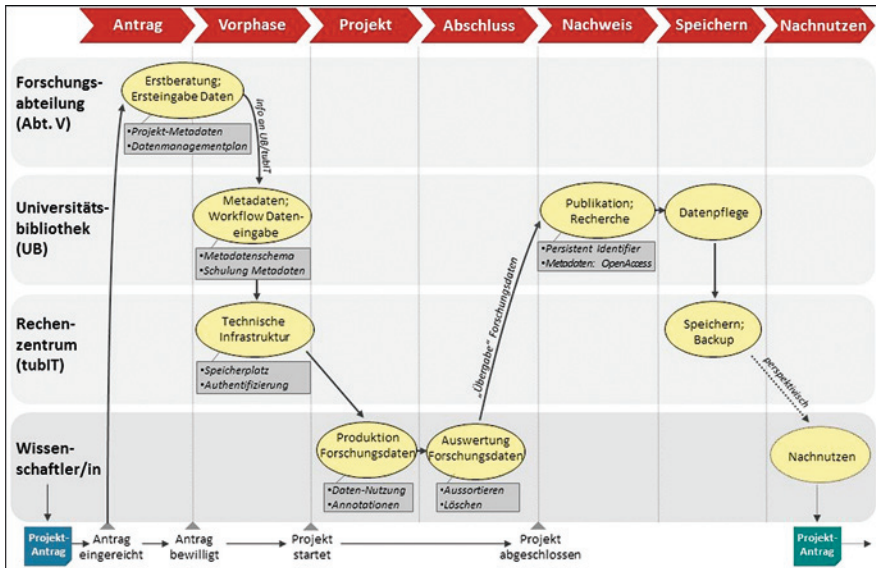 Antrag
Vorphase
Projekt
Abschluss
Nachweis
Speichern
Nachnutzen
Forschungs-
abteilung
(Abt. V)
Erstberatung;
Ersteingabe Daten
•Projekt-Metadaten
•Datenmanagementplan
Info an UB/tubIT
Universitäts-
bibliothek
(UB)
Metadaten;
Workflow Daten-
eingabe
•Metadatenschema
•Schulung Metadaten
Publikation;
Recherche
•Persistent Identifier
•Metadaten: OpenAccess
Datenpflege
Rechen-
zentrum
(tubIT)
Technische
Infrastruktur
•Speicherplatz
•Authentifizierung
„Übergabe“ Forschungsdaten
Speichern;
Backup
perspektivisch
Wissen-
schaftler/in
Produktion
Forschungsdaten
•Daten-Nutzung
•Annotationen
Auswertung
Forschungsdaten
•Aussortieren
•Löschen
Nachnutzen
Projekt-
Antrag
Antrag
eingereicht
Antrag
bewilligt
Projekt
startet
Projekt
abgeschlossen
Projekt-
Antrag